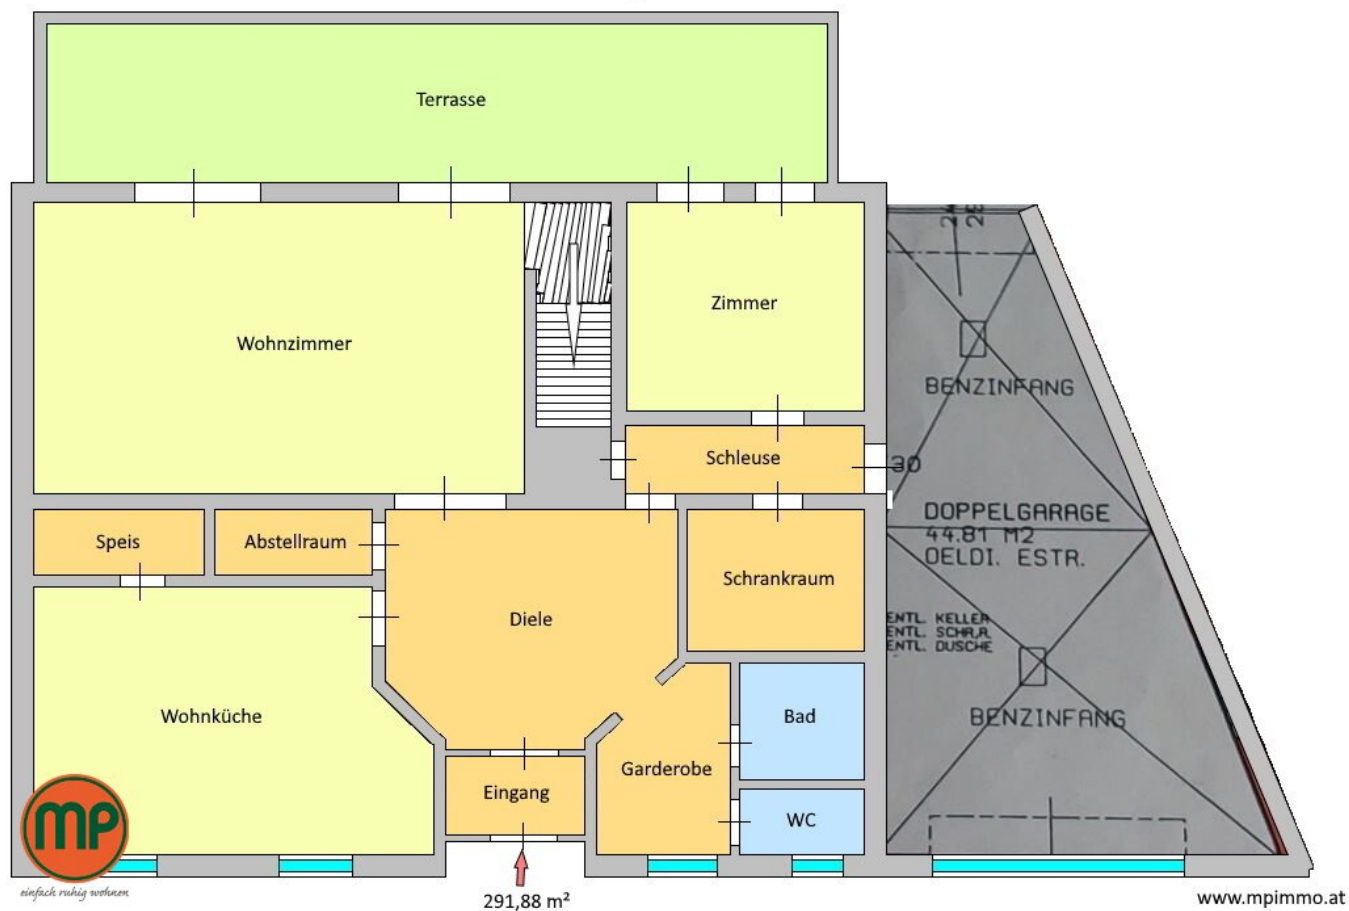 Terrasse
Wohnzimmer
Zimmer
BENZINFANG
Schleuse
30
DOPPELGARAGE
44.81 M2
OELDI. ESTR.
Speis
Abstellraum
Schrankraum
Diele
ENTL. KELLER
ENTL. SCHR.R.
ENTL. DUSCHE
Wohnküche
Bad
BENZINFANG
Garderobe
Eingang
WC
mp
einfach ruhig wohnen
291,88 m²
www.mpimmo.at